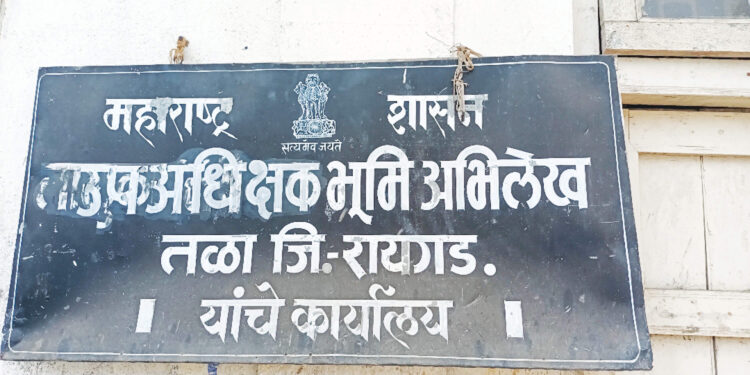 महाराष्ट्र शासन
सत्यमेव जयते
अधिक्षक भूमि अभिलेख
तळा जि.-रायगड.
यांचे कार्यालय